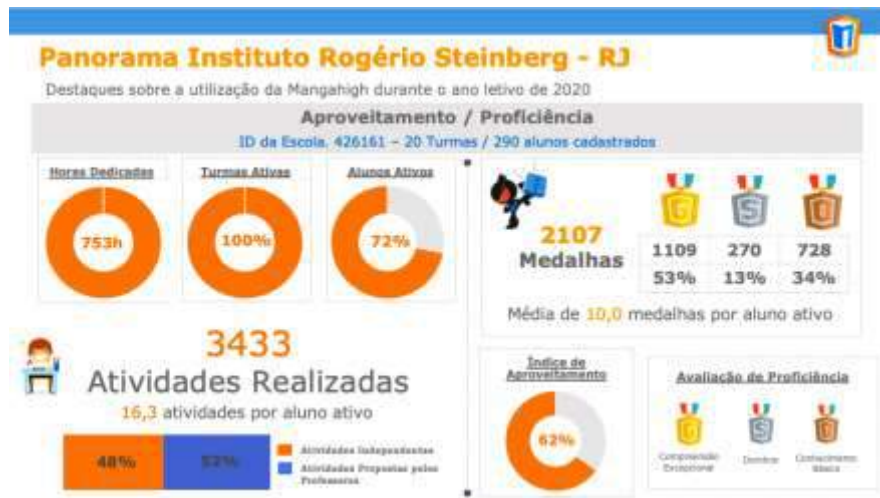 Panorama Instituto Rogério Steinberg - RJ
Destaques sobre a utilização da Mangahigh durante o ano letivo de 2020
Aproveitamento / Proficiência
ID da Escola. 426161 – 20 Turmas / 290 alunos cadastrados
Horas Dedicadas
Turmas Ativas
Alunos Ativos
753h
100%
72%
2107
Medalhas
G
S
1109 270 728
53% 13% 34%
Média de 10,0 medalhas por aluno ativo
3433
Atividades Realizadas
16,3 atividades por aluno ativo
48%
52%
Atividades Independentes
Atividades Propostas pelos
Professores
Índice de
Aproveitamento
62%
Avaliação de Proficiência
G
S
Compreensão
Excepcional
Domínio
Conhecimento
Básico